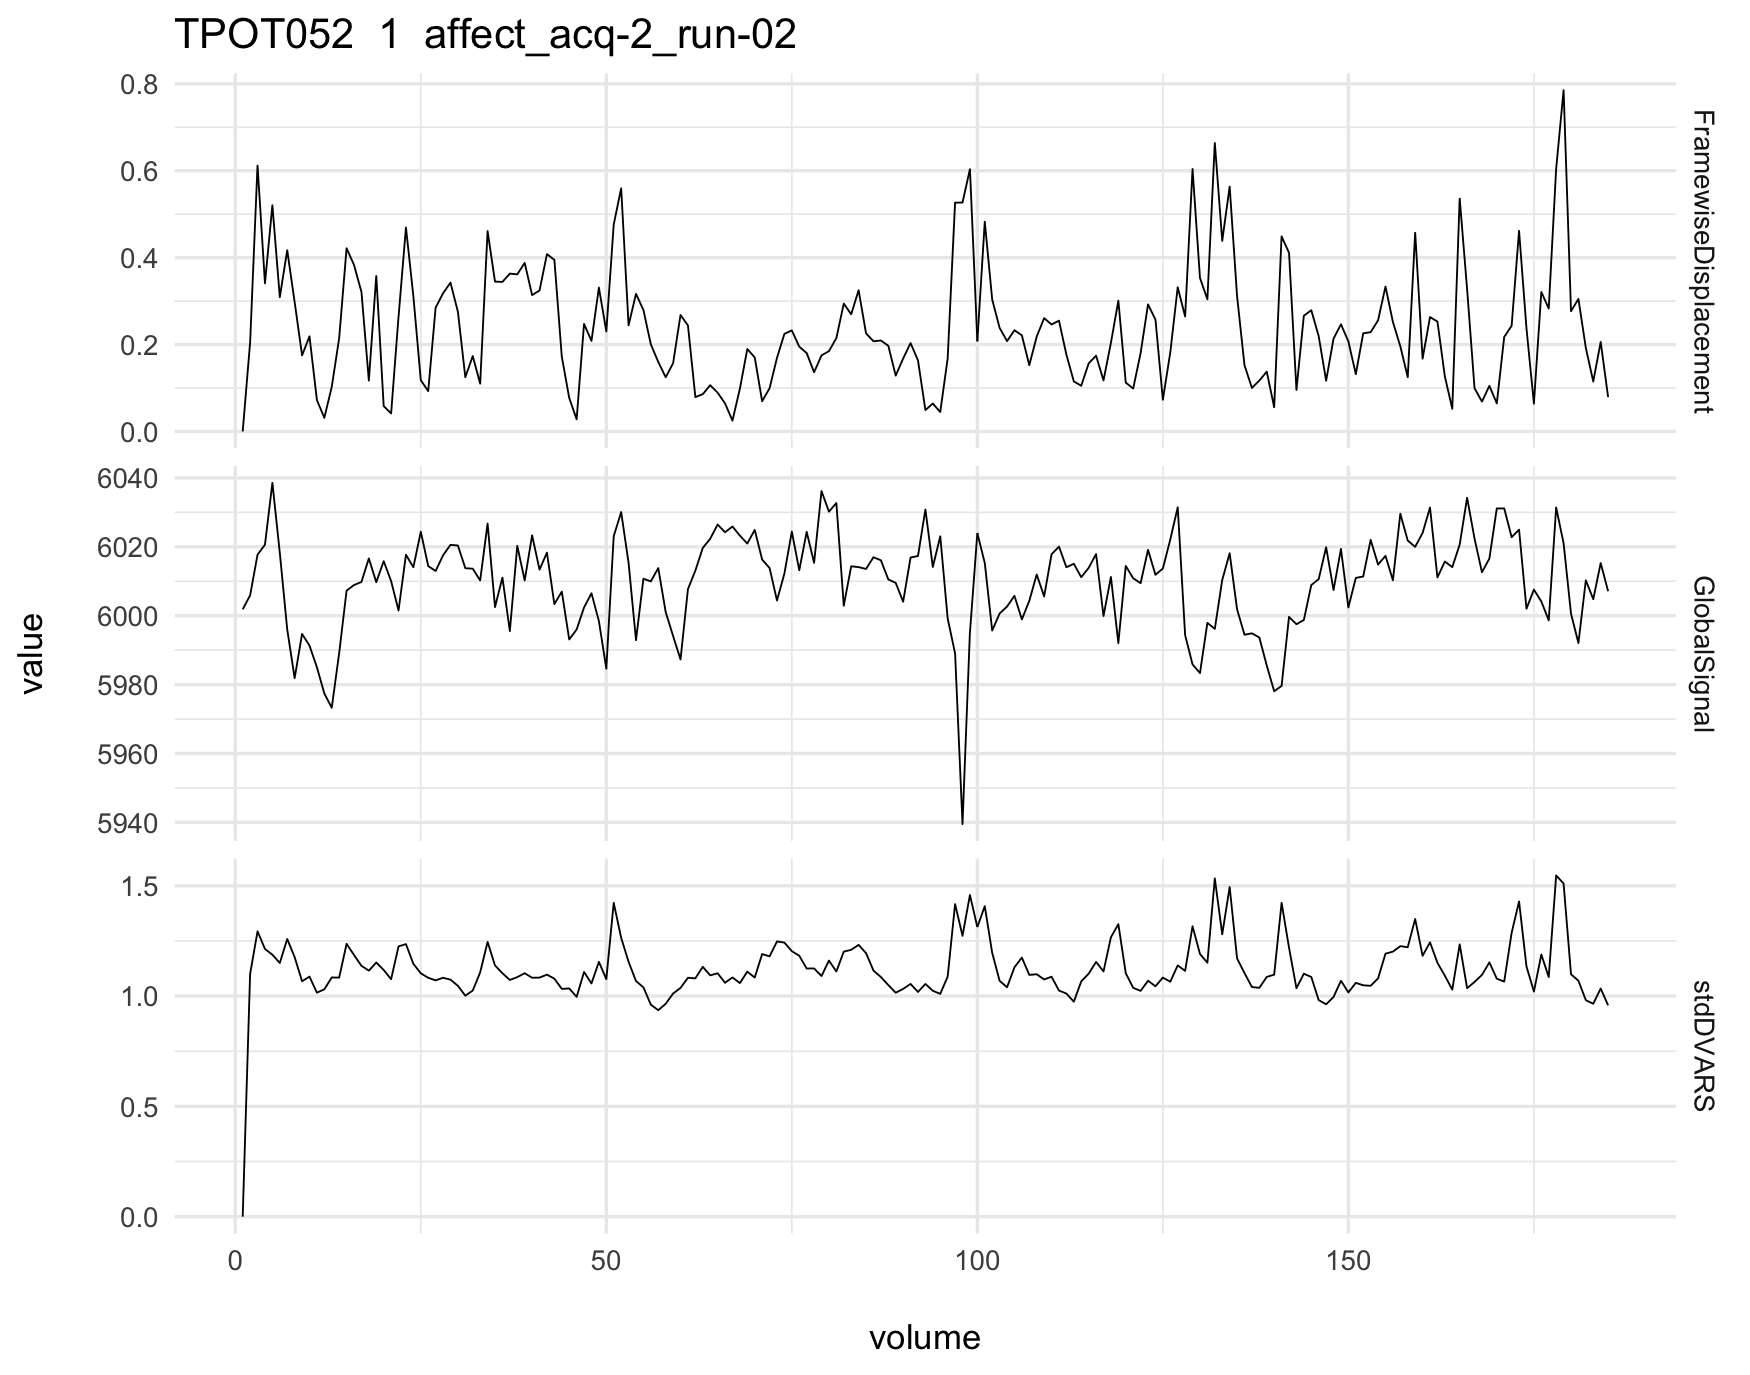 TPOT052 1 affect_acq-2_run-02
0.8
0.6
0.4
0.2
0.0
FramewiseDisplacement
6040
6020
6000
5980
5960
5940
GlobalSignal
1.5
1.0
0.5
0.0
stdDVARS
value
0 50 100 150
volume